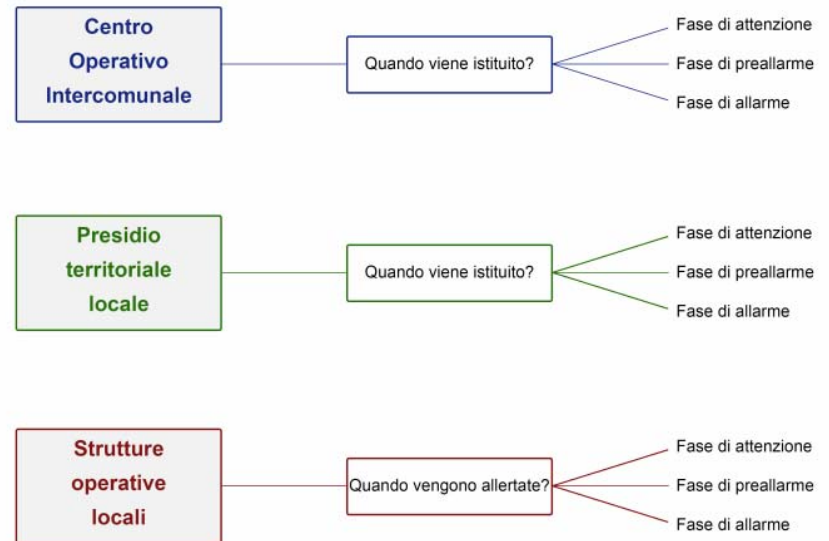 Centro
Operativo
Intercomunale
Quando viene istituito?
Fase di attenzione
Fase di preallarme
Fase di allarme
Presidio
territoriale
locale
Quando viene istituito?
Fase di attenzione
Fase di preallarme
Fase di allarme
Strutture
operative
locali
Quando vengono allertate?
Fase di attenzione
Fase di preallarme
Fase di allarme